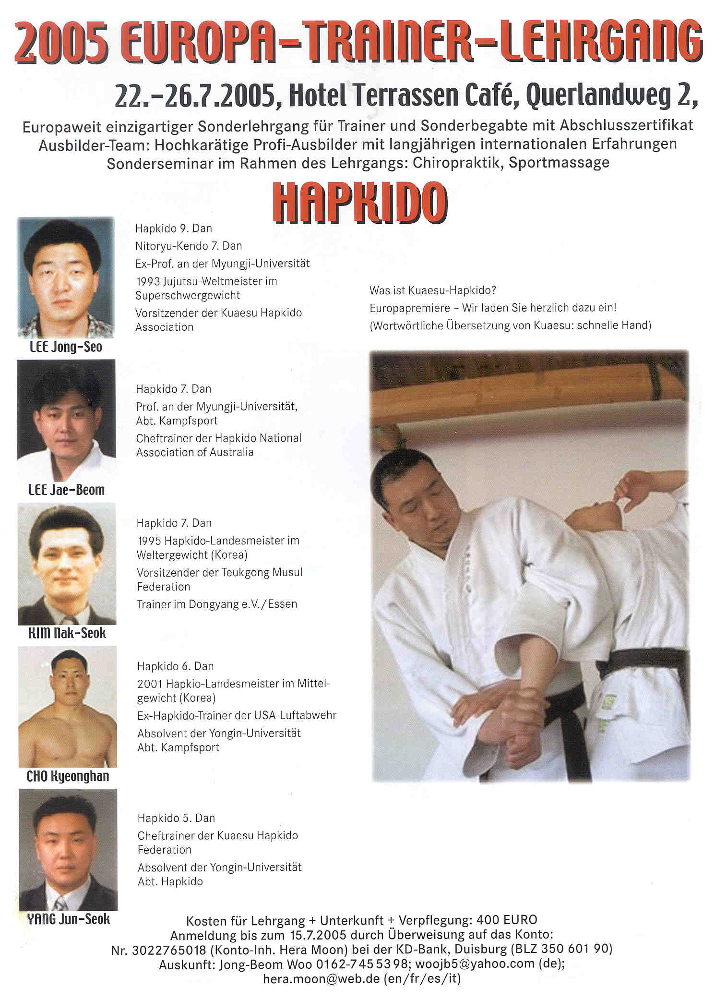 2005 EUROPA-TRAINER-LEHRGANG
22.-26.7.2005, Hotel Terrassen Café, Querlandweg 2,
Europaweit einzigartiger Sonderlehrgang für Trainer und Sonderbegabte mit Abschlusszertifikat
Ausbilder-Team: Hochkarätige Profi-Ausbilder mit langjährigen internationalen Erfahrungen
Sonderseminar im Rahmen des Lehrgangs: Chiropraktik, Sportmassage
HAPKIDO
Hapkido 9. Dan
Nitoryu-Kendo 7. Dan
Ex-Prof. an der Myungji-Universität
1993 Jujutsu-Weltmeister im
Superschwergewicht
Vorsitzender der Kuaesu Hapkido
Association
LEE Jong-Seo
Was ist Kuaesu-Hapkido?
Europapremiere – Wir laden Sie herzlich dazu ein!
(Wortwörtliche Übersetzung von Kuaesu: schnelle Hand)
Hapkido 7. Dan
Prof. an der Myungji-Universität,
Abt. Kampfsport
Cheftrainer der Hapkido National
Association of Australia
LEE Jae-Beom
Hapkido 7. Dan
1995 Hapkido-Landesmeister im
Weltergewicht (Korea)
Vorsitzender der Teukgong Musul
Federation
Trainer im Dongyang e.V./Essen
KIM Nak-Seok
Hapkido 6. Dan
2001 Hapkio-Landesmeister im Mittel-
gewicht (Korea)
Ex-Hapkido-Trainer der USA-Luftabwehr
Absolvent der Yongin-Universität
Abt. Kampfsport
CHO Kyeonghan
Hapkido 5. Dan
Cheftrainer der Kuaesu Hapkido
Federation
Absolvent der Yongin-Universität
Abt. Hapkido
YANG Jun-Seok
Kosten für Lehrgang + Unterkunft + Verpflegung: 400 EURO
Anmeldung bis zum 15.7.2005 durch Überweisung auf das Konto:
Nr. 3022765018 (Konto-Inh. Hera Moon) bei der KD-Bank, Duisburg (BLZ 350 601 90)
Auskunft: Jong-Beom Woo 0162-7455398; woojb5@yahoo.com (de);
hera.moon@web.de (en/fr/es/it)